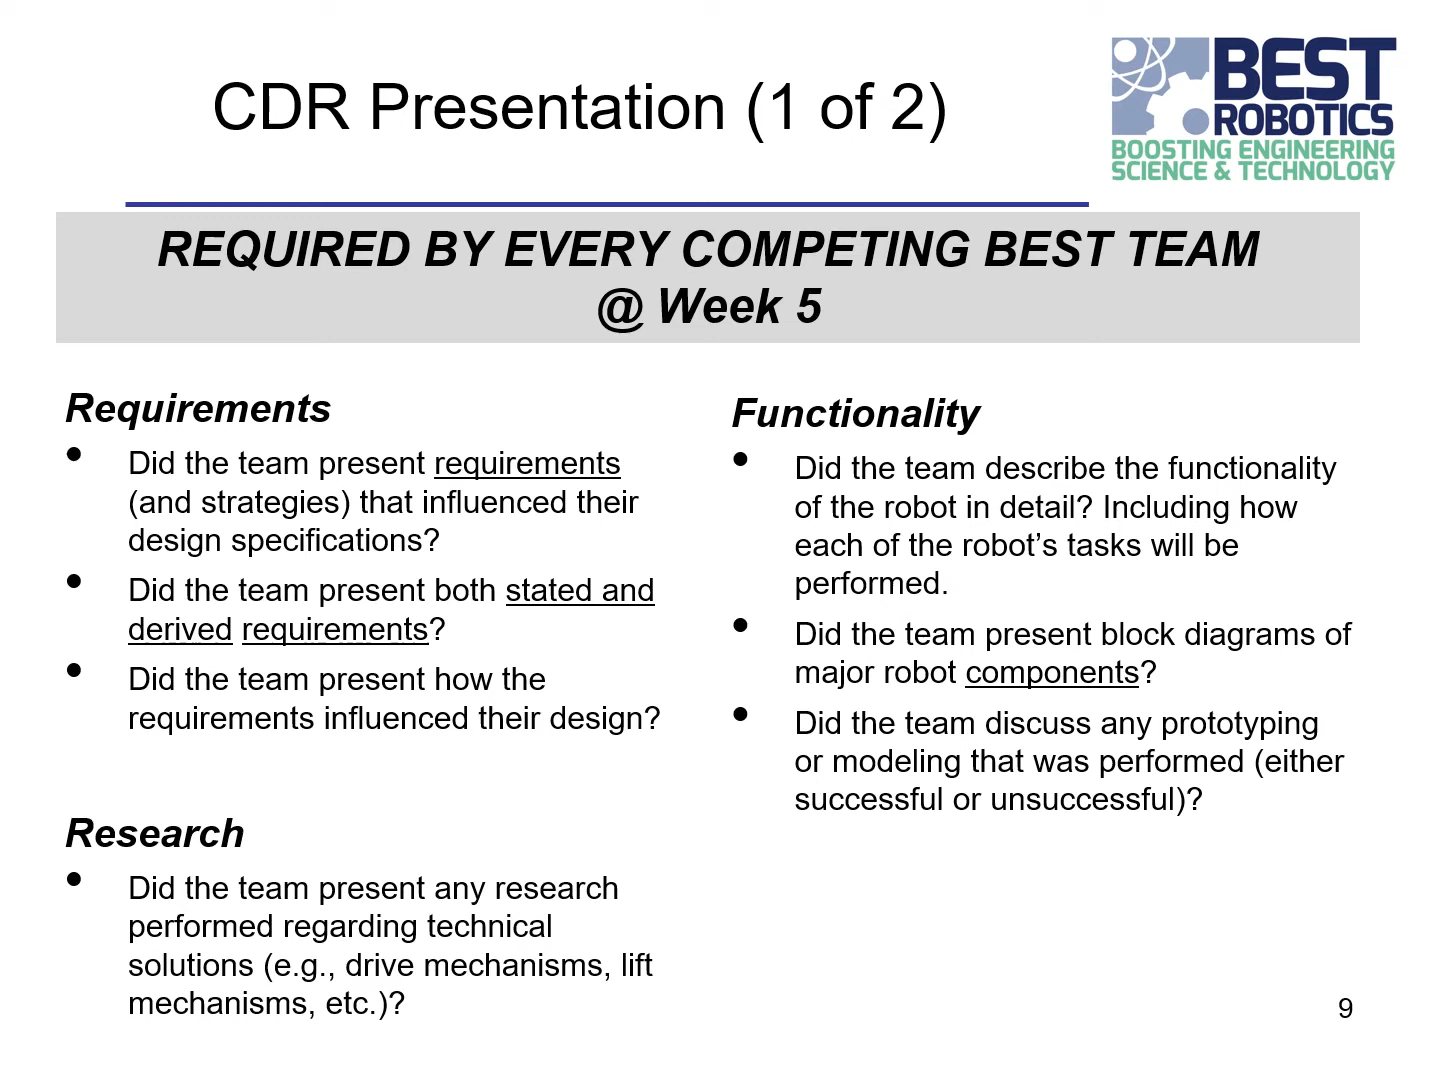 CDR Presentation (1 of 2)
BEST
ROBOTICS
BOOSTING ENGINEERING
SCIENCE & TECHNOLOGY
REQUIRED BY EVERY COMPETING BEST TEAM
@ Week 5
Requirements
• Did the team present requirements
(and strategies) that influenced their
design specifications?
• Did the team present both stated and
derived requirements?
• Did the team present how the
requirements influenced their design?
Research
• Did the team present any research
performed regarding technical
solutions (e.g., drive mechanisms, lift
mechanisms, etc.)?
Functionality
• Did the team describe the functionality
of the robot in detail? Including how
each of the robot’s tasks will be
performed.
• Did the team present block diagrams of
major robot components?
• Did the team discuss any prototyping
or modeling that was performed (either
successful or unsuccessful)?
9